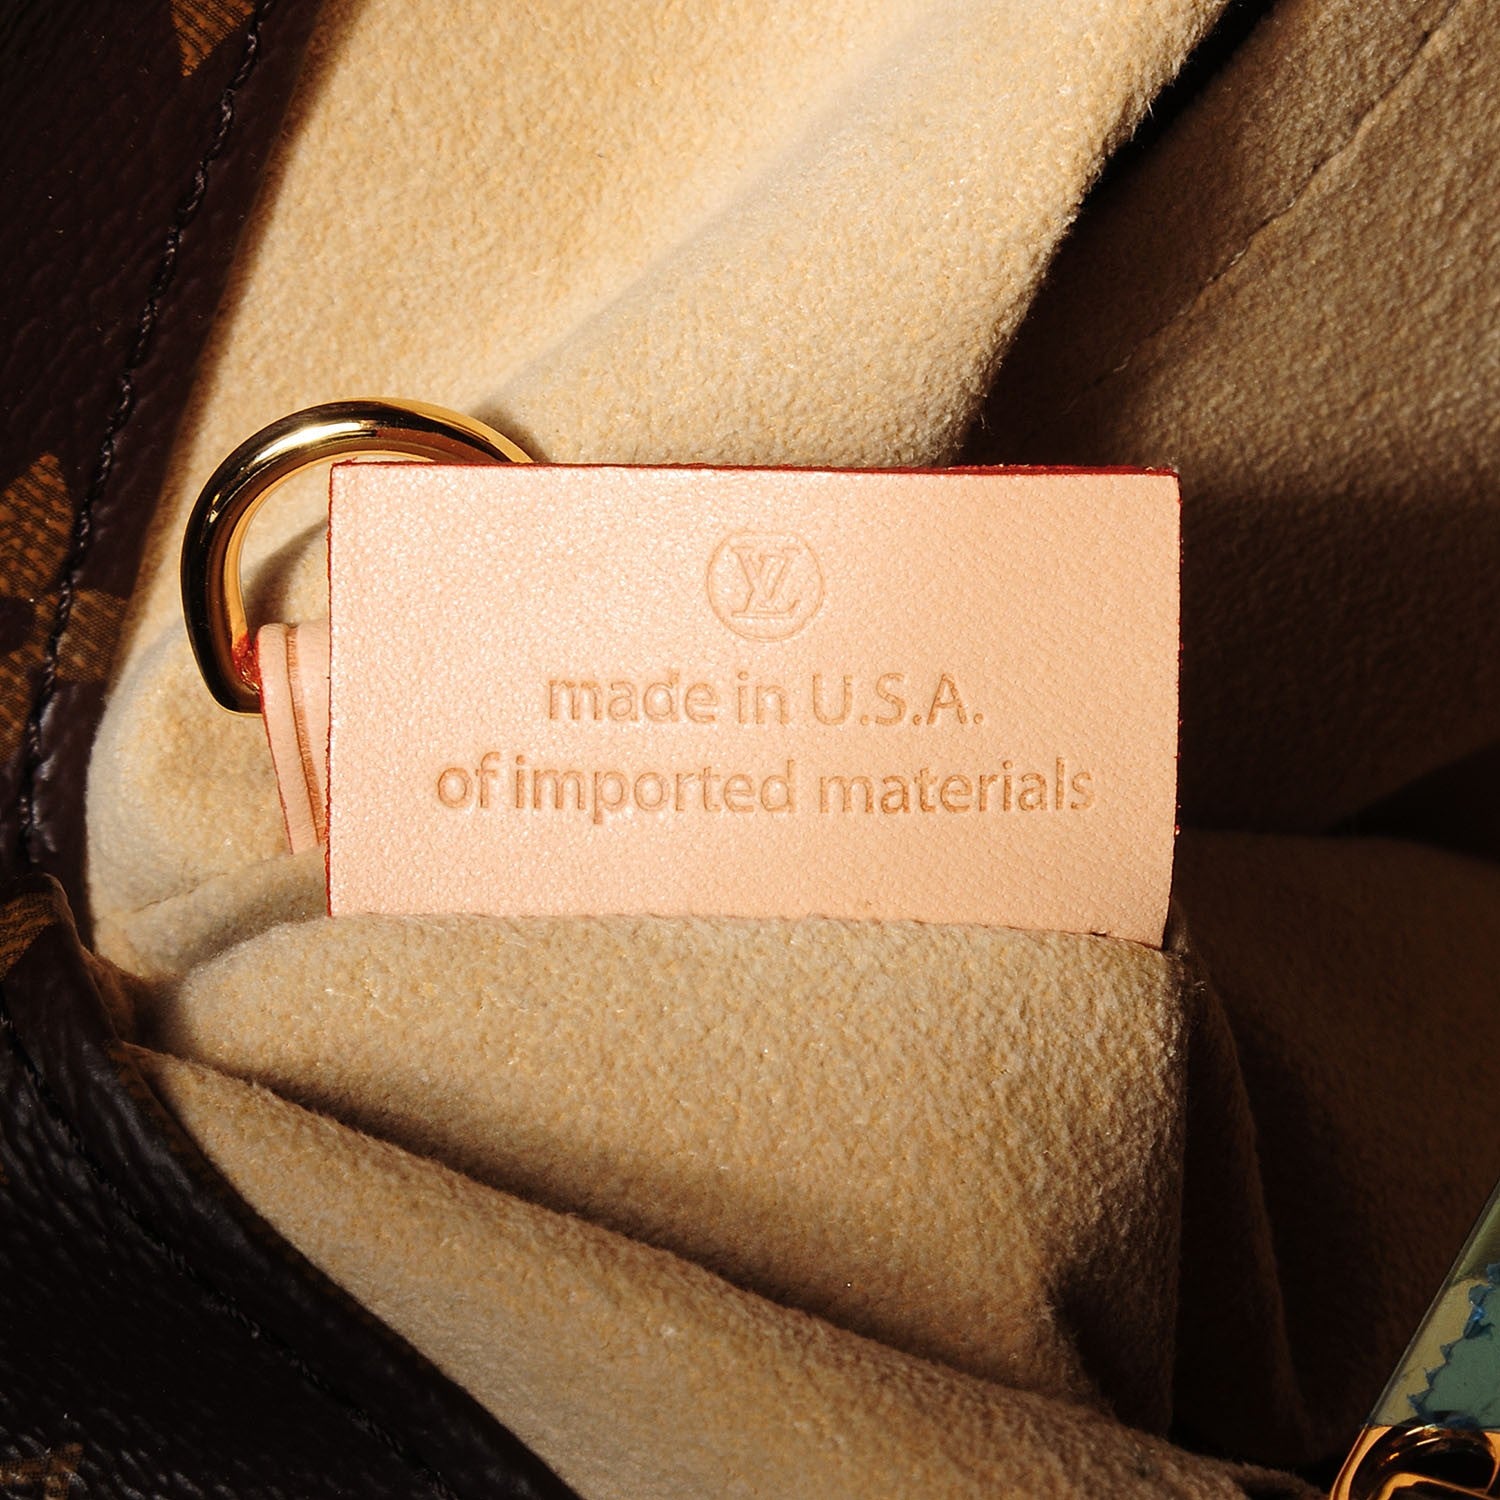 LV
made in U.S.A.
of imported materials